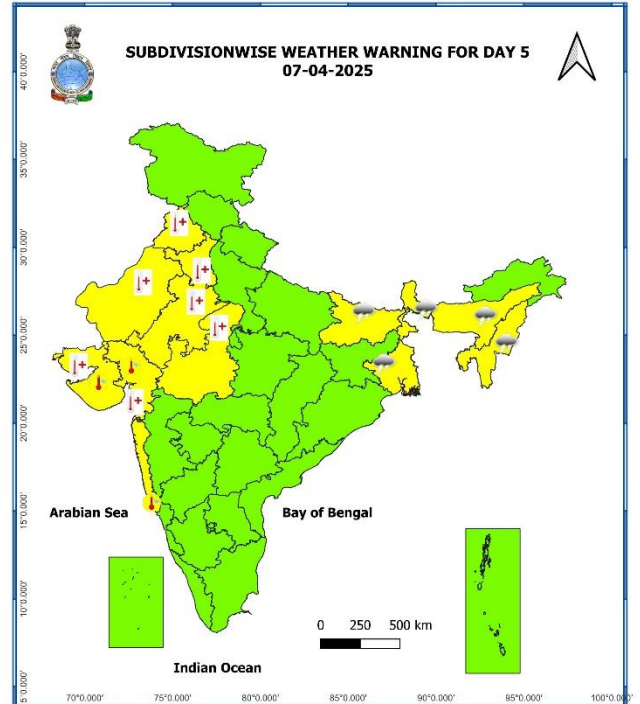 SUBDIVISIONWISE WEATHER WARNING FOR DAY 5
07-04-2025
40°0.000'
35°0.000'
30°0.000'
25°0.000'
20°0.000'
15°0.000'
10°0.000'
5°0.000'
Arabian Sea
Bay of Bengal
0 250 500 km
Indian Ocean
70°0.000' 75°0.000' 80°0.000' 85°0.000' 90°0.000' 95°0.000' 100°0.000'